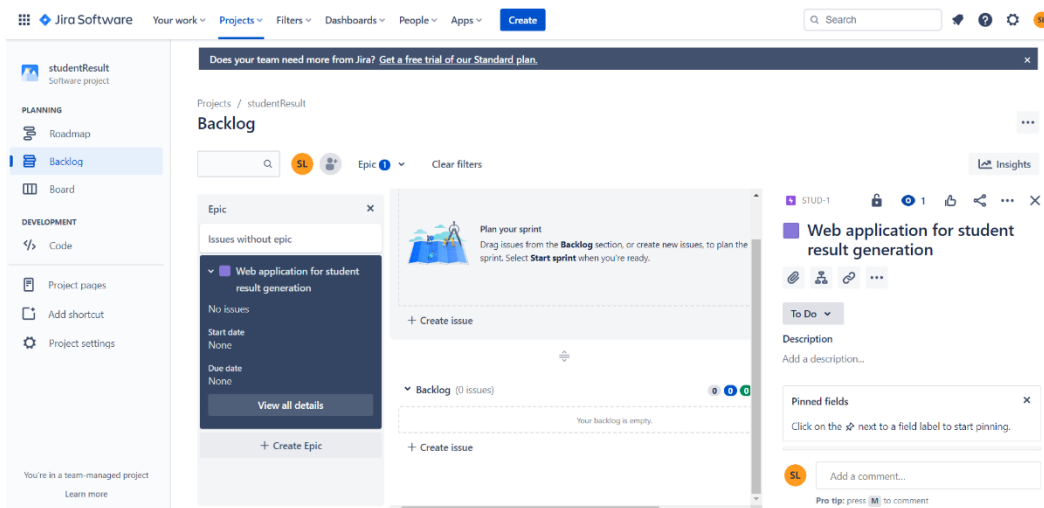 Jira Software
Your work
Projects
Filters
Dashboards
People
Apps
Create
Search
studentResult
Software project
PLANNING
Roadmap
Backlog
Board
DEVELOPMENT
Code
Project pages
Add shortcut
Project settings
You're in a team-managed project
Learn more
Does your team need more from Jira? Get a free trial of our Standard plan.
Projects / studentResult
Backlog
SL
Epic 1
Clear filters
Insights
Epic
Issues without epic
Web application for student
result generation
No issues
Start date
None
Due date
None
View all details
+ Create Epic
Plan your sprint
Drag issues from the Backlog section, or create new issues, to plan the
sprint. Select Start sprint when you're ready.
+ Create issue
Backlog (0 issues)
0 0 0
Your backlog is empty.
+ Create issue
STUD-1
1
Web application for student
result generation
To Do
Description
Add a description...
Pinned fields
Click on the next to a field label to start pinning.
SL
Add a comment...
Pro tip: press M to comment